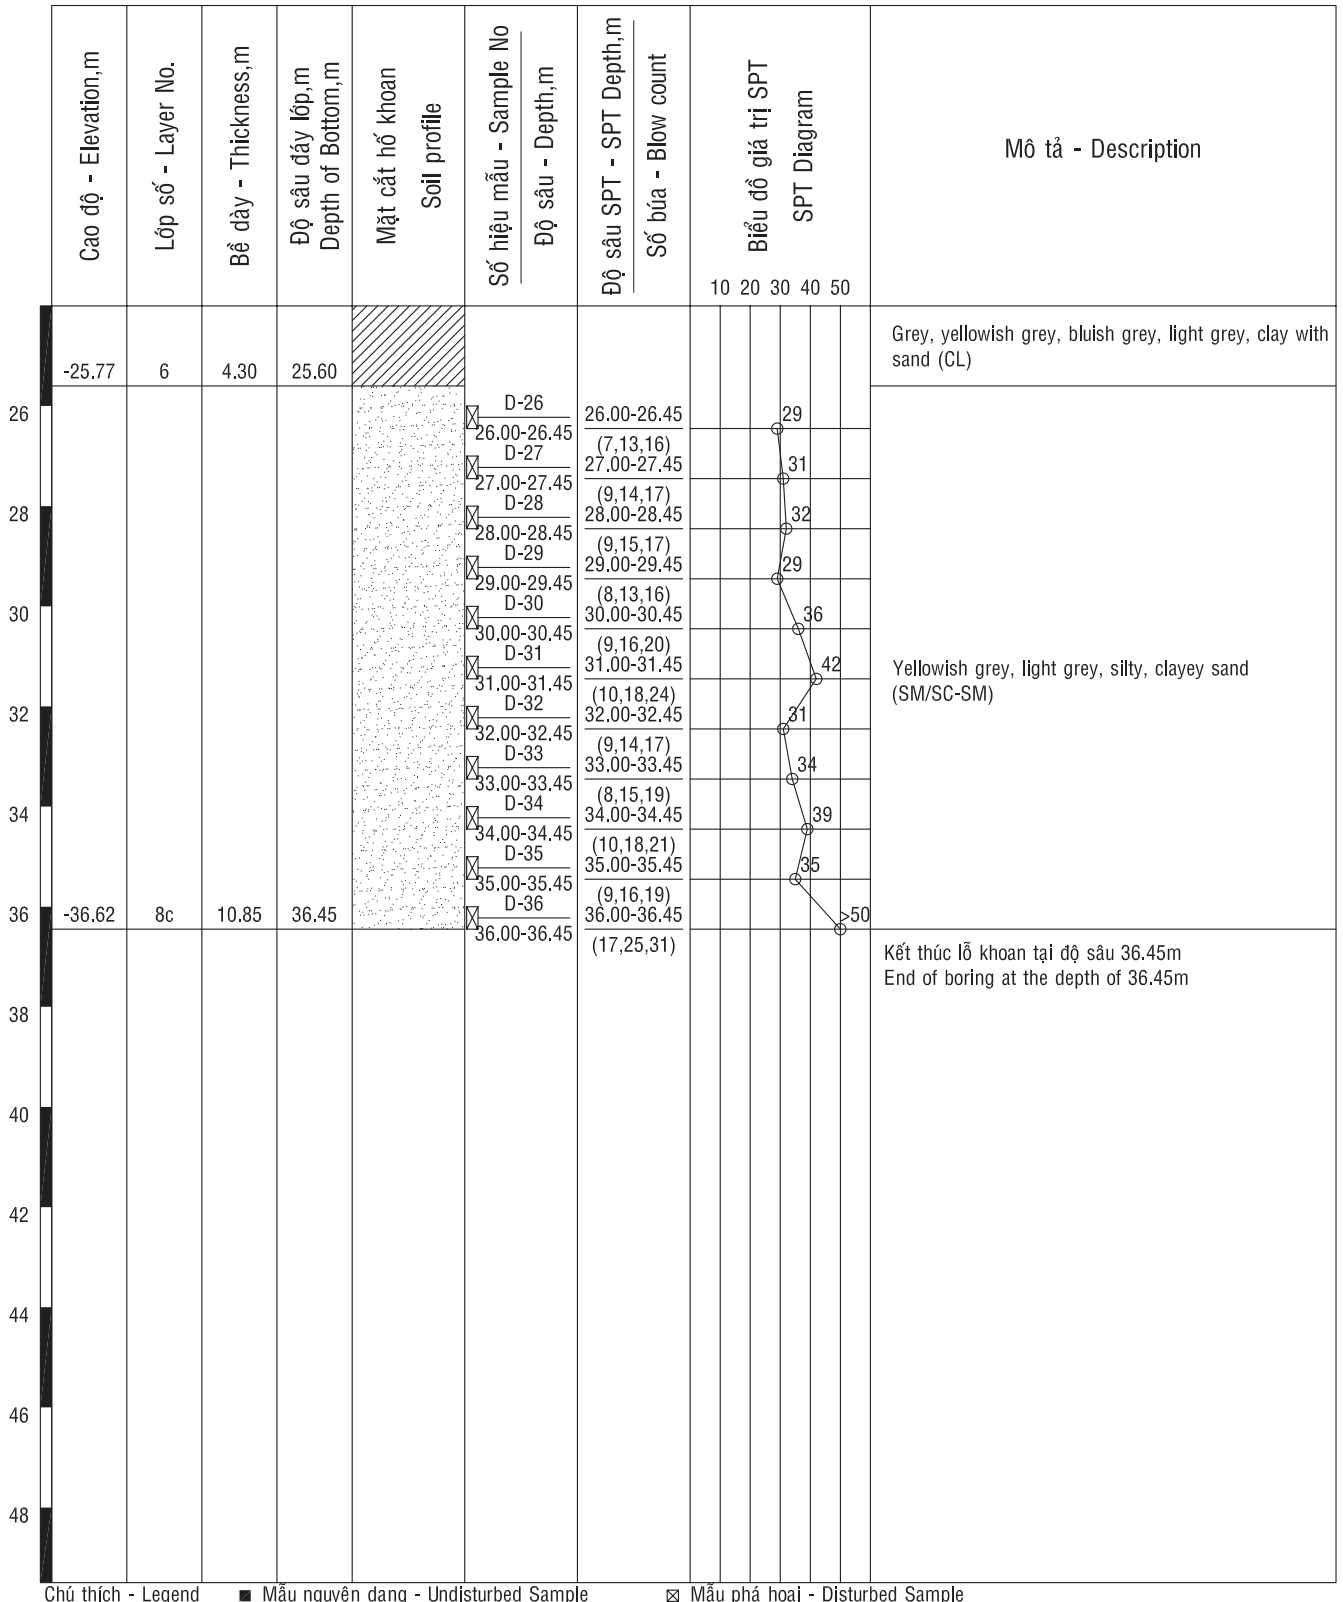 Cao độ - Elevation,m
Lớp số - Layer No.
Bề dày - Thickness,m
Độ sâu đáy lớp,m
Depth of Bottom,m
Mặt cắt hố khoan
Soil profile
Số hiệu mẫu - Sample No
Độ sâu - Depth,m
Độ sâu SPT - SPT Depth,m
Số búa - Blow count
Biểu đồ giá trị SPT
SPT Diagram
10 20 30 40 50
Mô tả - Description
Grey, yellowish grey, bluish grey, light grey, clay with
sand (CL)
-25.77 6 4.30 25.60
26 D-26 26.00-26.45 29
26.00-26.45 (7,13,16)
D-27 27.00-27.45 31
27.00-27.45 (9,14,17)
28 D-28 28.00-28.45 32
28.00-28.45 (9,15,17)
D-29 29.00-29.45 29
29.00-29.45 (8,13,16)
30 D-30 30.00-30.45 36
30.00-30.45 (9,16,20)
D-31 31.00-31.45 42
31.00-31.45 (10,18,24)
Yellowish grey, light grey, silty, clayey sand
(SM/SC-SM)
32 D-32 32.00-32.45 31
32.00-32.45 (9,14,17)
D-33 33.00-33.45 34
33.00-33.45 (8,15,19)
34 D-34 34.00-34.45 39
34.00-34.45 (10,18,21)
D-35 35.00-35.45 35
35.00-35.45 (9,16,19)
36 -36.62 8c 10.85 36.45 D-36 36.00-36.45 >50
36.00-36.45 (17,25,31)
Kết thúc lỗ khoan tại độ sâu 36.45m
End of boring at the depth of 36.45m
38
40
42
44
46
48
Chú thích - Legend Mẫu nguyên dạng - Undisturbed Sample Mẫu phá hoại - Disturbed Sample